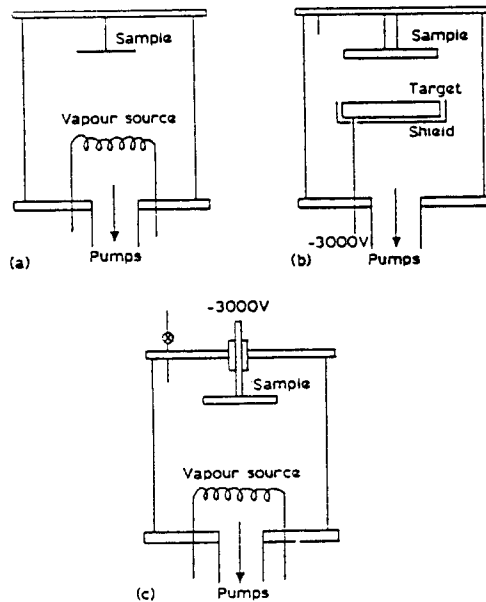 Sample
Vapour source
Pumps
(a)
Sample
Target
Shield
-3000V
Pumps
(b)
-3000V
Sample
Vapour source
Pumps
(c)